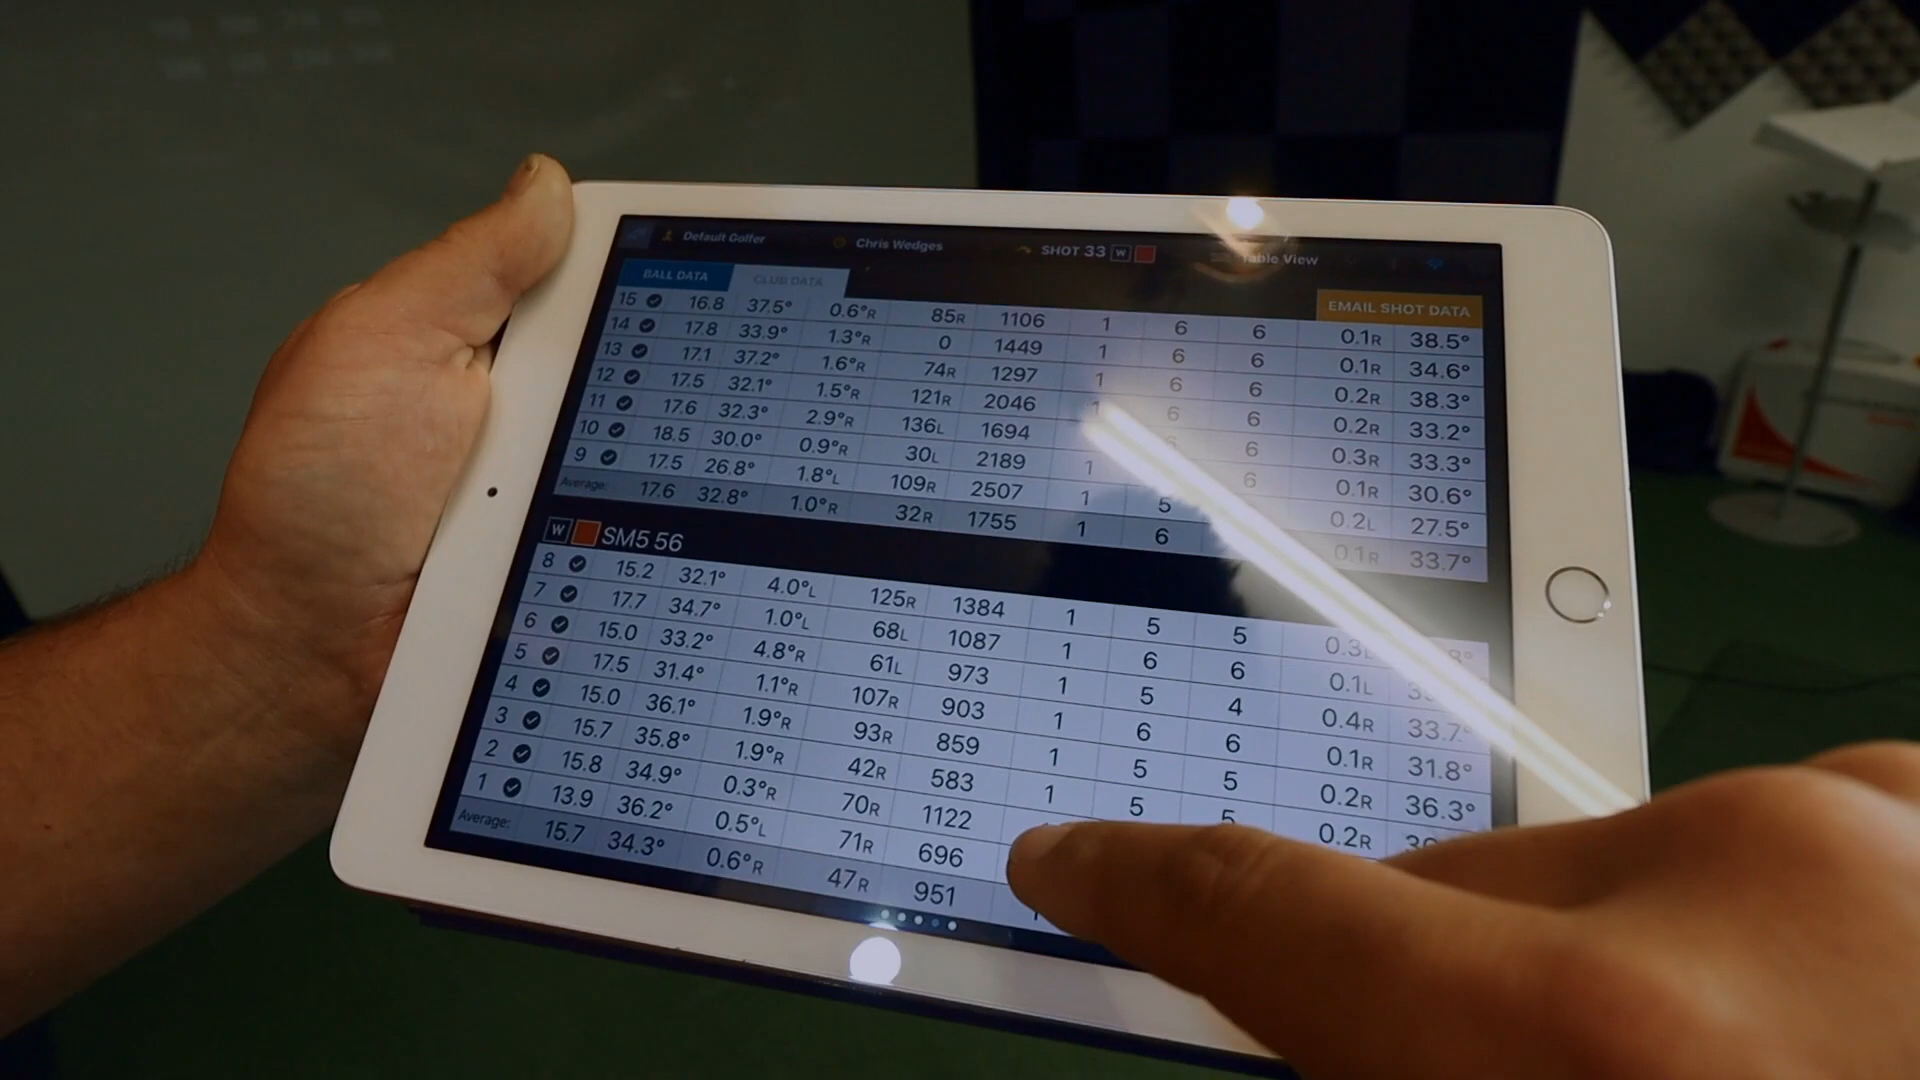 Default Golfer Chris Wedges SHOT 33 W Table View
BALL DATA CLUB DATA
EMAIL SHOT DATA
15 16.8 37.5° 0.6°R 85R 1106 1 6 6 0.1R 38.5°
14 17.8 33.9° 1.3°R 0 1449 1 6 6 0.1R 34.6°
13 17.1 37.2° 1.6°R 74R 1297 1 6 6 0.2R 38.3°
12 17.5 32.1° 1.5°R 121R 2046 1 6 6 0.2R 33.2°
11 17.6 32.3° 2.9°R 136L 1694 6 0.3R 33.3°
10 18.5 30.0° 0.9°R 30L 2189 1 6 0.1R 30.6°
9 17.5 26.8° 1.8°L 109R 2507 1 5 0.2L 27.5°
Average: 17.6 32.8° 1.0°R 32R 1755 1 6 0.1R 33.7°
W SM5 56
8 15.2 32.1° 4.0°L 125R 1384 1 5 5
7 17.7 34.7° 1.0°L 68L 1087 1 6 6 0.1L
6 15.0 33.2° 4.8°R 61L 973 1 5 4 0.4R 33.7°
5 17.5 31.4° 1.1°R 107R 903 1 6 6 0.1R 31.8°
4 15.0 36.1° 1.9°R 93R 859 1 5 5 0.2R 36.3°
3 15.7 35.8° 1.9°R 42R 583 1 5 5 0.2R
2 15.8 34.9° 0.3°R 70R 1122
1 13.9 36.2° 0.5°L 71R 696
Average: 15.7 34.3° 0.6°R 47R 951